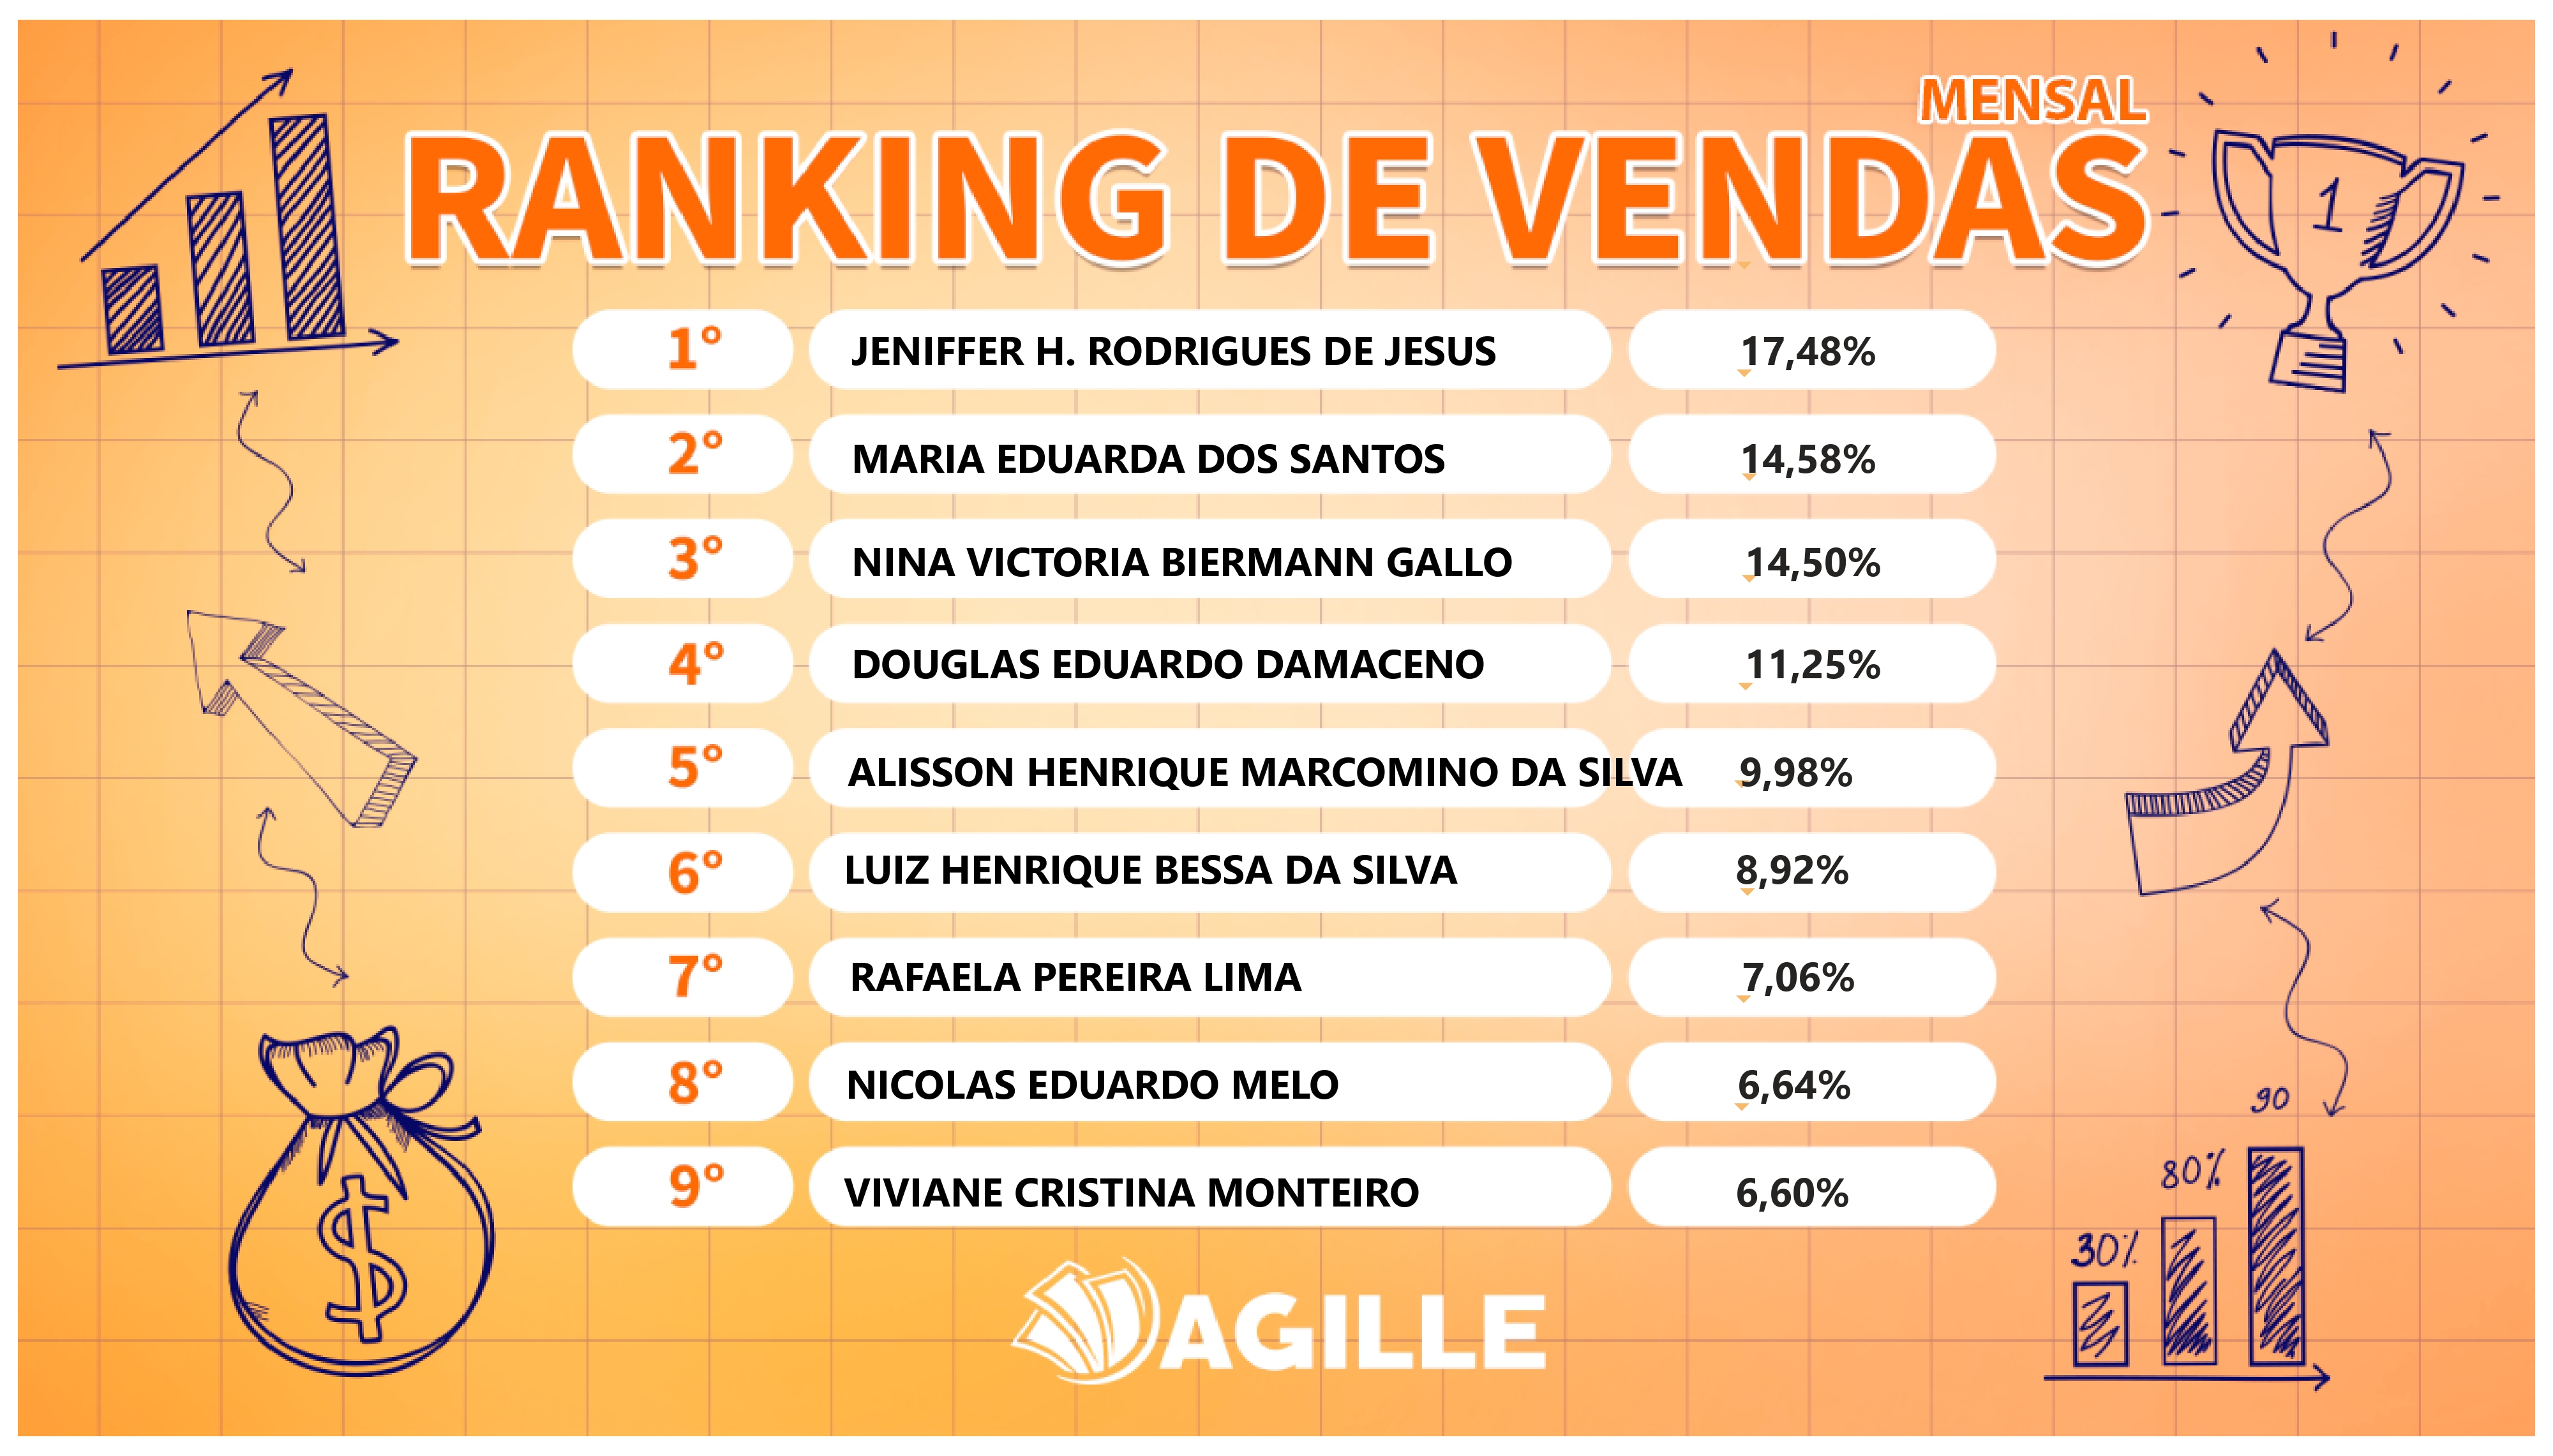 MENSAL
RANKING DE VENDAS
1
1° JENIFFER H. RODRIGUES DE JESUS 17,48%
2° MARIA EDUARDA DOS SANTOS 14,58%
3° NINA VICTORIA BIERMANN GALLO 14,50%
4° DOUGLAS EDUARDO DAMACENO 11,25%
5° ALISSON HENRIQUE MARCOMINO DA SILVA 9,98%
6° LUIZ HENRIQUE BESSA DA SILVA 8,92%
7° RAFAELA PEREIRA LIMA 7,06%
8° NICOLAS EDUARDO MELO 6,64%
9° VIVIANE CRISTINA MONTEIRO 6,60%
$
90
80%
30%
AGILLE